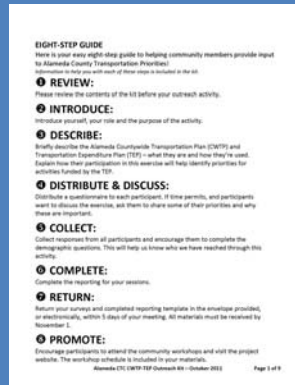 EIGHT-STEP GUIDE
Here is your easy eight-step guide to helping community members provide input
to Alameda County Transportation Priorities!
Information to help you with each of these steps is included in the kit.
❶ REVIEW:
Please review the contents of the kit before your outreach activity.
❷ INTRODUCE:
Introduce yourself, your role and the purpose of the activity.
❸ DESCRIBE:
Briefly describe the Alameda Countywide Transportation Plan (CWTP) and
Transportation Expenditure Plan (TEP) – what they are and how they're used.
Explain how their participation in this exercise will help identify priorities for
activities funded by the TEP.
❹ DISTRIBUTE & DISCUSS:
Distribute a questionnaire to each participant. If time permits, and participants
want to discuss the exercise, ask them to share some of their priorities and why
these are important.
❺ COLLECT:
Collect responses from all participants and encourage them to complete the
demographic questions. This will help us know who we have reached through this
activity.
❻ COMPLETE:
Complete the reporting for your sessions.
❼ RETURN:
Return your surveys and completed reporting template in the envelope provided,
or electronically, within 5 days of your meeting. All materials must be received by
November 1.
❽ PROMOTE:
Encourage participants to attend the community workshops and visit the project
website. The workshop schedule is included in your materials.
Alameda CTC CWTP-TEP Outreach Kit – October 2011 Page 1 of 9